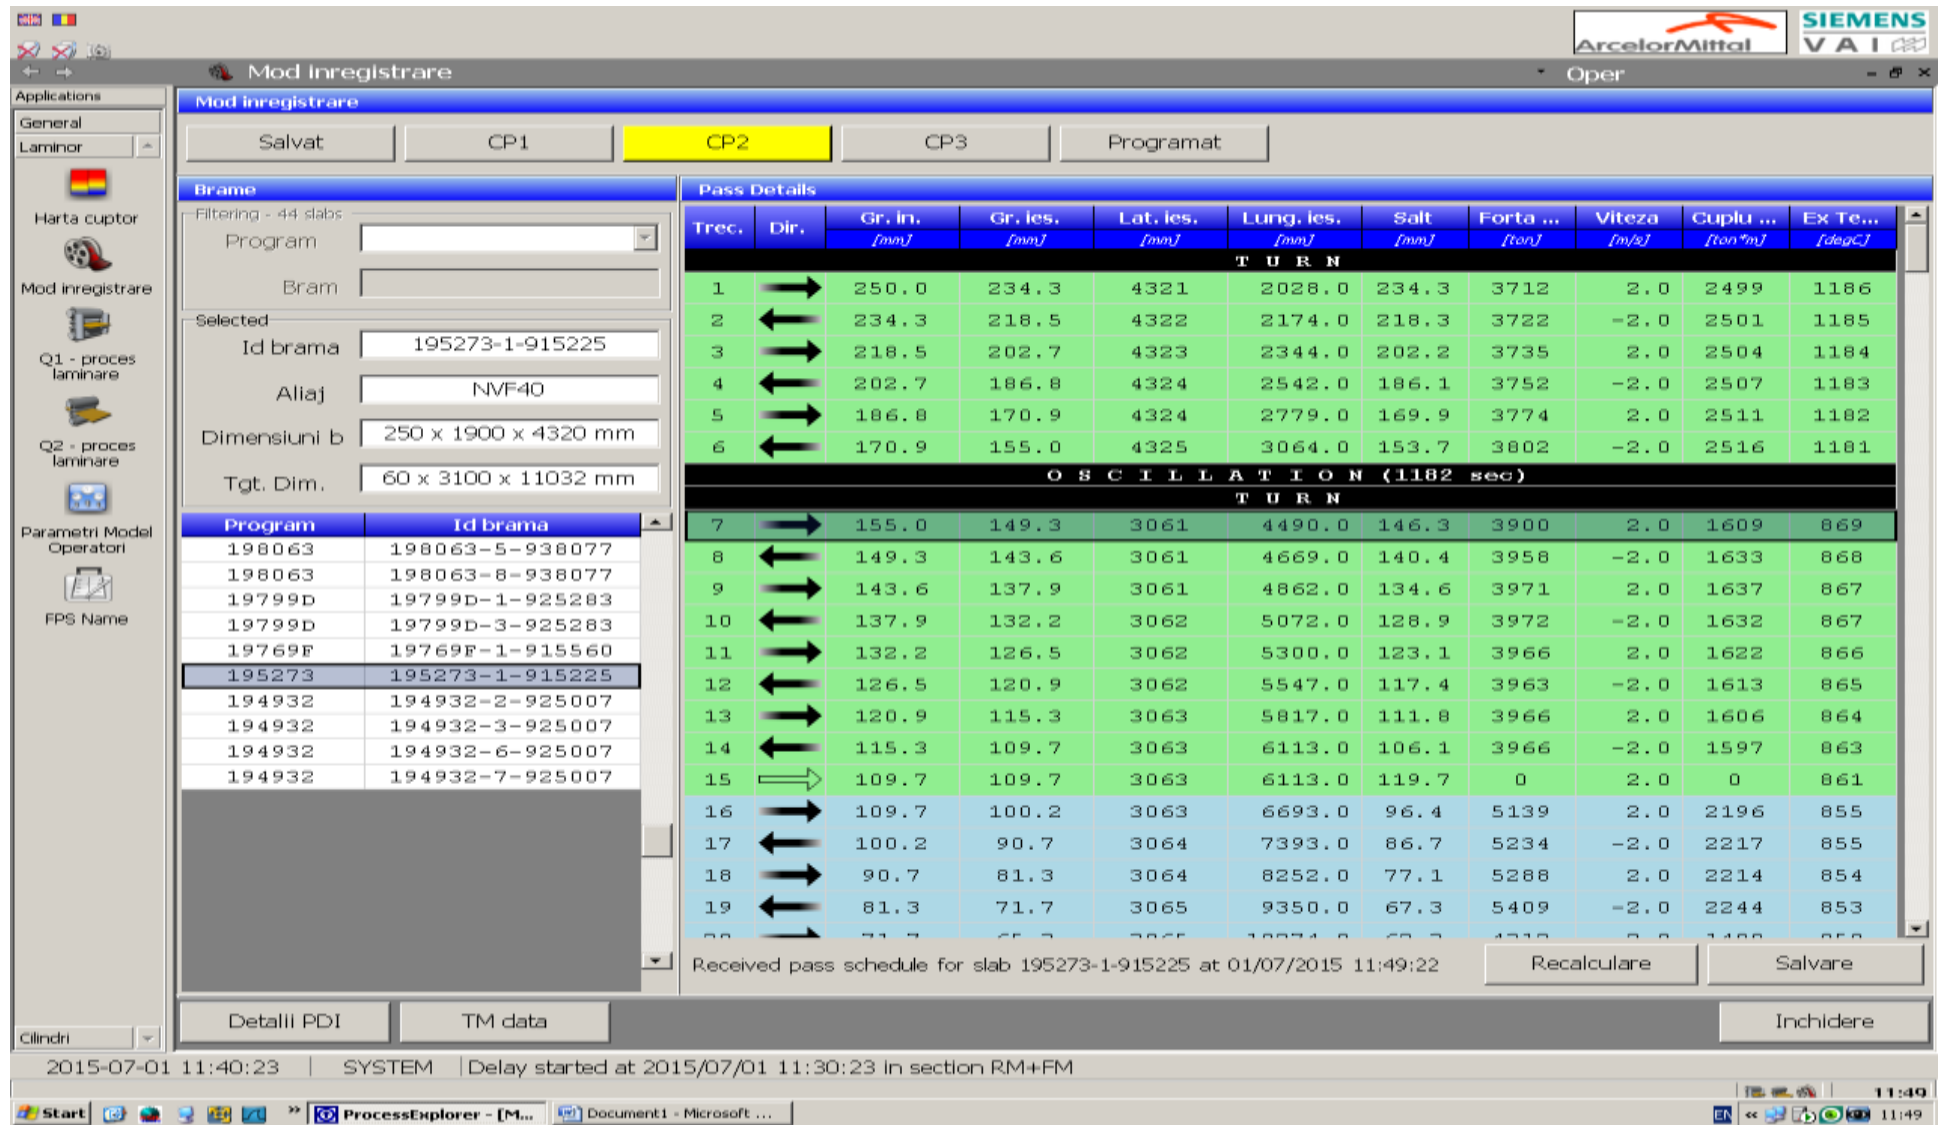 ArcelorMittal
SIEMENS
VAI
Mod inregistrare
Oper
Applications
General
Laminor
Harta cuptor
Mod inregistrare
Q1 - proces
laminare
Q2 - proces
laminare
Parametri Model
Operatori
FPS Name
Cilindri
Mod inregistrare
Salvat CP1 CP2 CP3 Programat
Brame
Filtering - 44 slabs
Program
Bram
Selected
Id brama 195273-1-915225
Aliaj NVF40
Dimensiuni b 250 x 1900 x 4320 mm
Tgt. Dim. 60 x 3100 x 11032 mm
Program Id brama
198063 198063-5-938077
198063 198063-8-938077
19799D 19799D-1-925283
19799D 19799D-3-925283
19769F 19769F-1-915560
195273 195273-1-915225
194932 194932-2-925007
194932 194932-3-925007
194932 194932-6-925007
194932 194932-7-925007
Pass Details
Trec. Dir. Gr. in. Gr. ies. Lat. ies. Lung. ies. Salt Forta ... Viteza Cuplu ... Ex Te...
[mm] [mm] [mm] [mm] [mm] [ton] [m/s] [ton*m] [degC]
T U R N
1 250.0 234.3 4321 2028.0 234.3 3712 2.0 2499 1186
2 234.3 218.5 4322 2174.0 218.3 3722 -2.0 2501 1185
3 218.5 202.7 4323 2344.0 202.2 3735 2.0 2504 1184
4 202.7 186.8 4324 2542.0 186.1 3752 -2.0 2507 1183
5 186.8 170.9 4324 2779.0 169.9 3774 2.0 2511 1182
6 170.9 155.0 4325 3064.0 153.7 3802 -2.0 2516 1181
O S C I L L A T I O N (1182 sec)
T U R N
7 155.0 149.3 3061 4490.0 146.3 3900 2.0 1609 869
8 149.3 143.6 3061 4669.0 140.4 3958 -2.0 1633 868
9 143.6 137.9 3061 4862.0 134.6 3971 2.0 1637 867
10 137.9 132.2 3062 5072.0 128.9 3972 -2.0 1632 867
11 132.2 126.5 3062 5300.0 123.1 3966 2.0 1622 866
12 126.5 120.9 3062 5547.0 117.4 3963 -2.0 1613 865
13 120.9 115.3 3063 5817.0 111.8 3966 2.0 1606 864
14 115.3 109.7 3063 6113.0 106.1 3966 -2.0 1597 863
15 109.7 109.7 3063 6113.0 119.7 0 2.0 0 861
16 109.7 100.2 3063 6693.0 96.4 5139 2.0 2196 855
17 100.2 90.7 3064 7393.0 86.7 5234 -2.0 2217 855
18 90.7 81.3 3064 8252.0 77.1 5288 2.0 2214 854
19 81.3 71.7 3065 9350.0 67.3 5409 -2.0 2244 853
Received pass schedule for slab 195273-1-915225 at 01/07/2015 11:49:22
Recalculare Salvare
Detalii PDI TM data Inchidere
2015-07-01 11:40:23 SYSTEM Delay started at 2015/07/01 11:30:23 in section RM+FM
11:49
Start ProcessExplorer - [M... Document1 - Microsoft ... EN 11:49